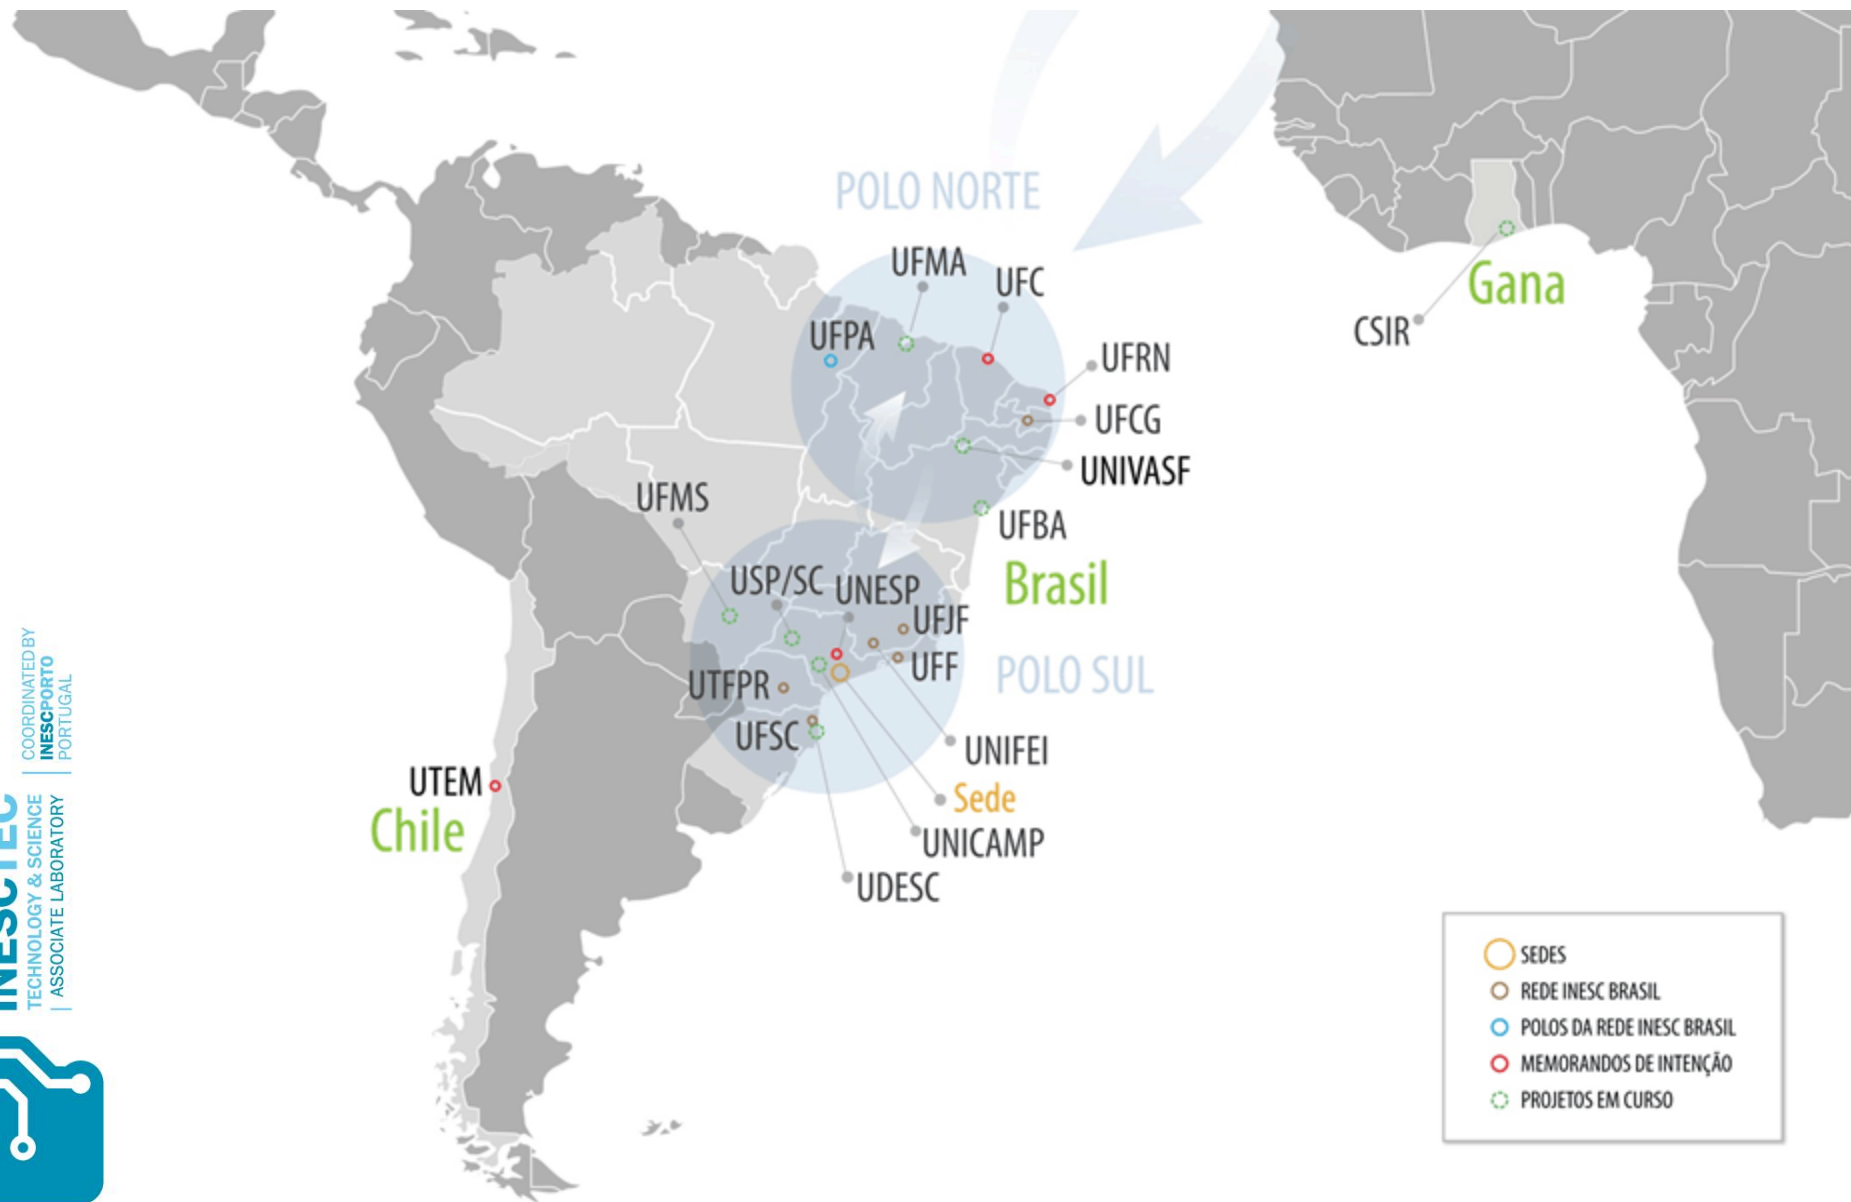 POLO NORTE
UFMA
UFC
UFPA
UFRN
UFCG
UNIVASF
UFBA
Brasil
Gana
CSIR
UFMS
USP/SC
UNESP
UFJF
UFF
POLO SUL
UTFPR
UFSC
UNIFEI
Sede
UNICAMP
UDESC
UTEM
Chile
SEDES
REDE INESC BRASIL
POLOS DA REDE INESC BRASIL
MEMORANDOS DE INTENÇÃO
PROJETOS EM CURSO
INESCTEC
TECHNOLOGY & SCIENCE
ASSOCIATE LABORATORY
COORDINATED BY
INESCPORTO
PORTUGAL